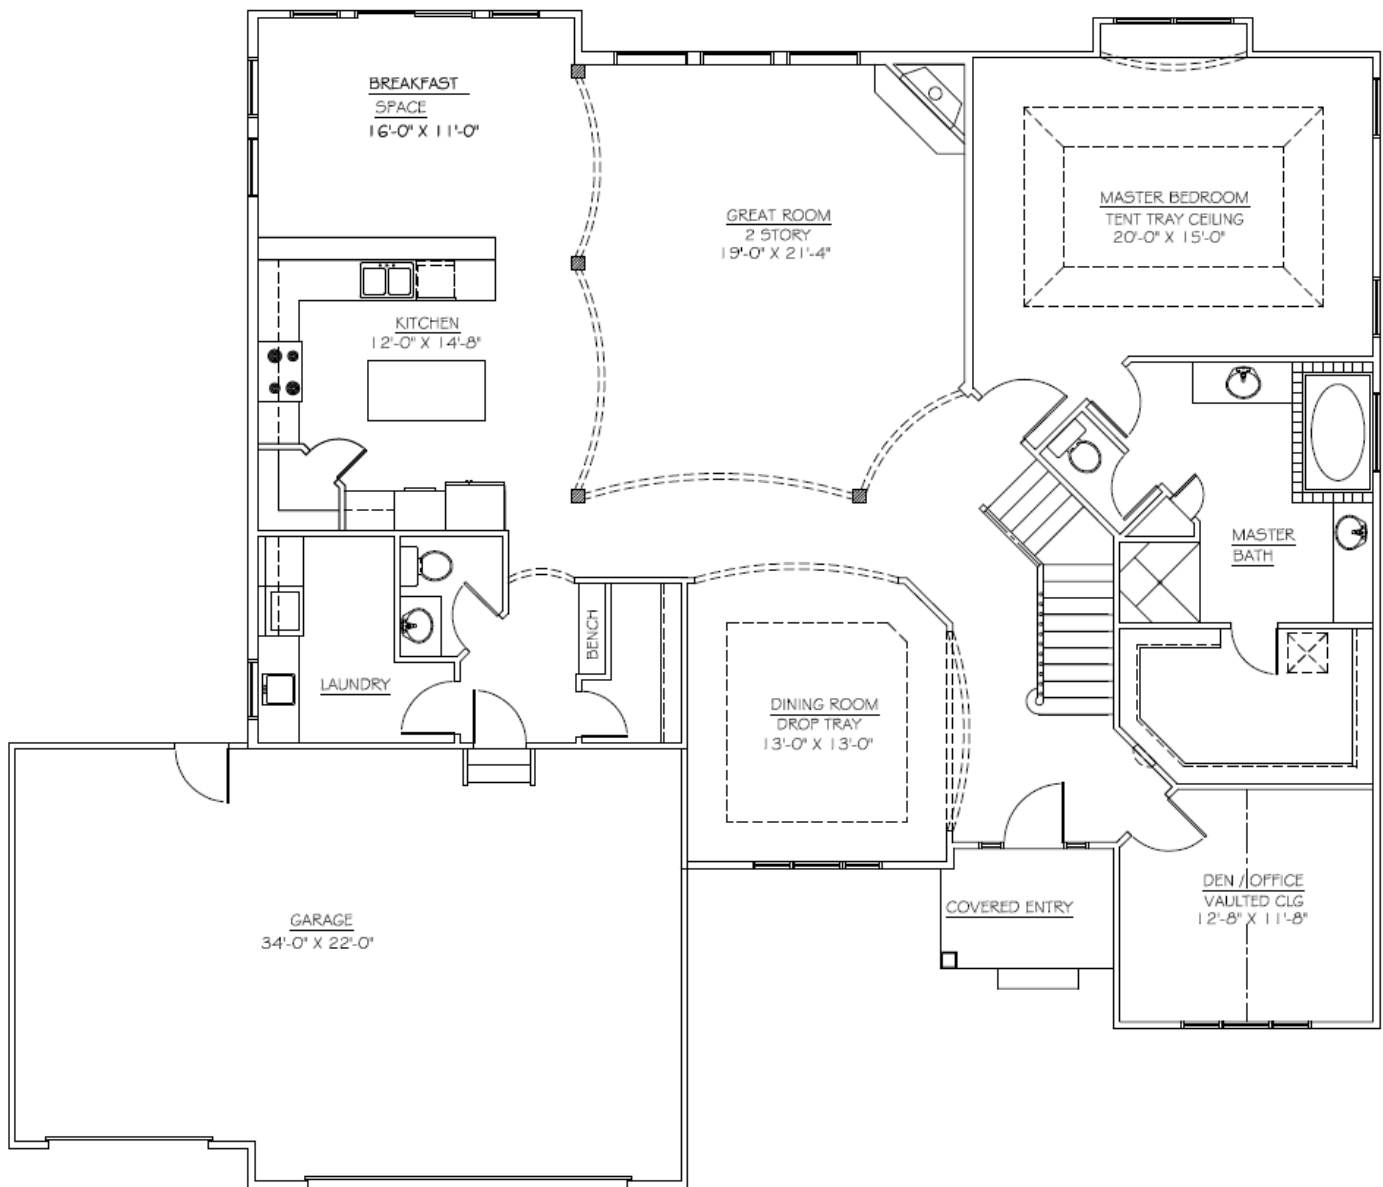 BREAKFAST
SPACE
16'-0" X 11'-0"
GREAT ROOM
2 STORY
19'-0" X 21'-4"
MASTER BEDROOM
TENT TRAY CEILING
20'-0" X 15'-0"
KITCHEN
12'-0" X 14'-8"
MASTER
BATH
BENCH
LAUNDRY
DINING ROOM
DROP TRAY
13'-0" X 13'-0"
GARAGE
34'-0" X 22'-0"
COVERED ENTRY
DEN / OFFICE
VAULTED CLG
12'-8" X 11'-8"